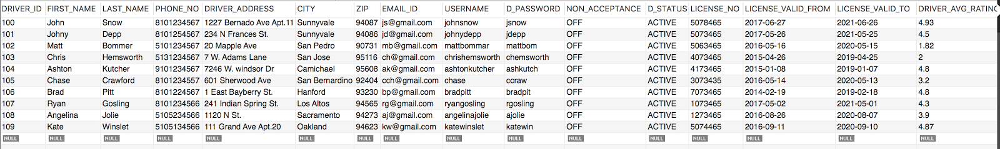 DRIVER_ID FIRST_NAME LAST_NAME PHONE_NO DRIVER_ADDRESS CITY ZIP EMAIL_ID USERNAME D_PASSWORD NON_ACCEPTANCE D_STATUS LICENSE_NO LICENSE_VALID_FROM LICENSE_VALID_TO DRIVER_AVG_RATING
100 John Snow 8101234567 1227 Bernado Ave Apt.11 Sunnyvale 94087 js@gmail.com johnsnow jsnow OFF ACTIVE 5078465 2017-06-27 2021-06-26 4.93
101 Johny Depp 8101254567 234 N Frances St. Sunnyvale 94086 jd@gmail.com johnydepp jdepp OFF ACTIVE 5073465 2017-05-26 2021-05-25 4.5
102 Matt Bommer 5101234567 20 Mapple Ave San Pedro 90731 mb@gmail.com mattbommar mattbom OFF ACTIVE 5063465 2016-05-16 2020-05-15 1.82
103 Chris Hemsworth 5131234567 7 W. Adams Lane San Jose 95116 ch@gmail.com chrishemsworth chemsworth OFF ACTIVE 4073465 2015-04-26 2019-04-25 2
104 Ashton Kutcher 9101234567 7246 W. windsor Dr Camichael 95608 ak@gmail.com ashtonkutcher ashkutch OFF ACTIVE 4173465 2015-01-08 2019-01-07 4.8
105 Chase Crawford 8101234557 601 Sherwood Ave San Bernardino 92404 cch@gmail.com chase ccraw OFF ACTIVE 3073435 2016-05-14 2020-05-13 3.2
106 Brad Pitt 8101224567 1 East Bayberry St. Hanford 93230 bp@gmail.com bradpitt bradpit OFF ACTIVE 7073465 2014-02-19 2019-02-18 4.8
107 Ryan Gosling 8101234566 241 Indian Spring St. Los Altos 94565 rg@gmail.com ryangosling rgosling OFF ACTIVE 1073465 2017-05-02 2021-05-01 4.3
108 Angelina Jolie 5105234566 1120 N St. Sacramento 94273 aj@gmail.com angelinajolie ajolie OFF ACTIVE 1273465 2016-08-26 2020-08-07 3.9
109 Kate Winslet 5105134566 111 Grand Ave Apt.20 Oakland 94623 kw@gmail.com katewinslet katewin OFF ACTIVE 5074465 2016-09-11 2020-09-10 4.87
NULL NULL NULL NULL NULL NULL NULL NULL NULL NULL NULL NULL NULL NULL NULL NULL